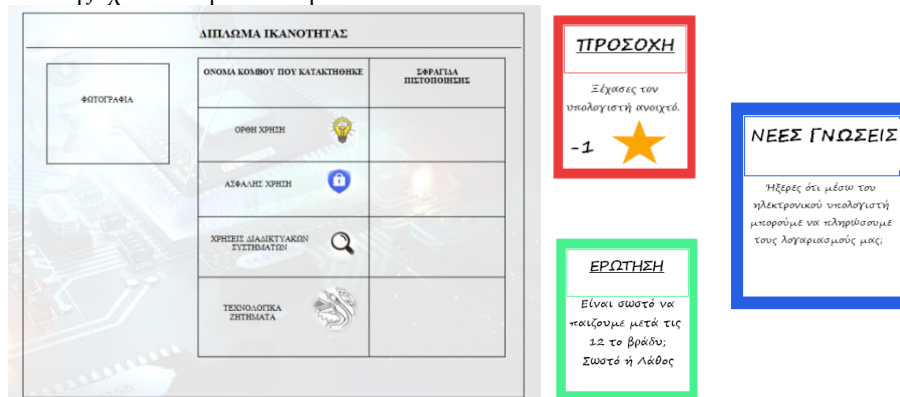 ΔΙΠΛΩΜΑ ΙΚΑΝΟΤΗΤΑΣ
ΦΩΤΟΓΡΑΦΙΑ
ΟΝΟΜΑ ΚΟΜΒΟΥ ΠΟΥ ΚΑΤΑΚΤΗΘΗΚΕ
ΣΦΡΑΓΙΔΑ
ΠΙΣΤΟΠΟΙΗΣΗΣ
ΟΡΘΗ ΧΡΗΣΗ
ΑΣΦΑΛΗΣ ΧΡΗΣΗ
ΧΡΗΣΕΙΣ ΔΙΑΔΙΚΤΥΑΚΩΝ
ΣΥΣΤΗΜΑΤΩΝ
ΤΕΧΝΟΛΟΓΙΚΑ
ΖΗΤΗΜΑΤΑ
ΠΡΟΣΟΧΗ
Ξέχασες τον
υπολογιστή ανοιχτό.
-1
ΕΡΩΤΗΣΗ
Είναι σωστό να
παιζουμε μετά τις
12 το βράδυ;
Σωστό ή Λάθος
ΝΕΕΣ ΓΝΩΣΕΙΣ
Ήξερες ότι μέσω του
ηλεκτρονικού υπολογιστή
μπορούμε να πληρώσουμε
τους λογαριασμούς μας;